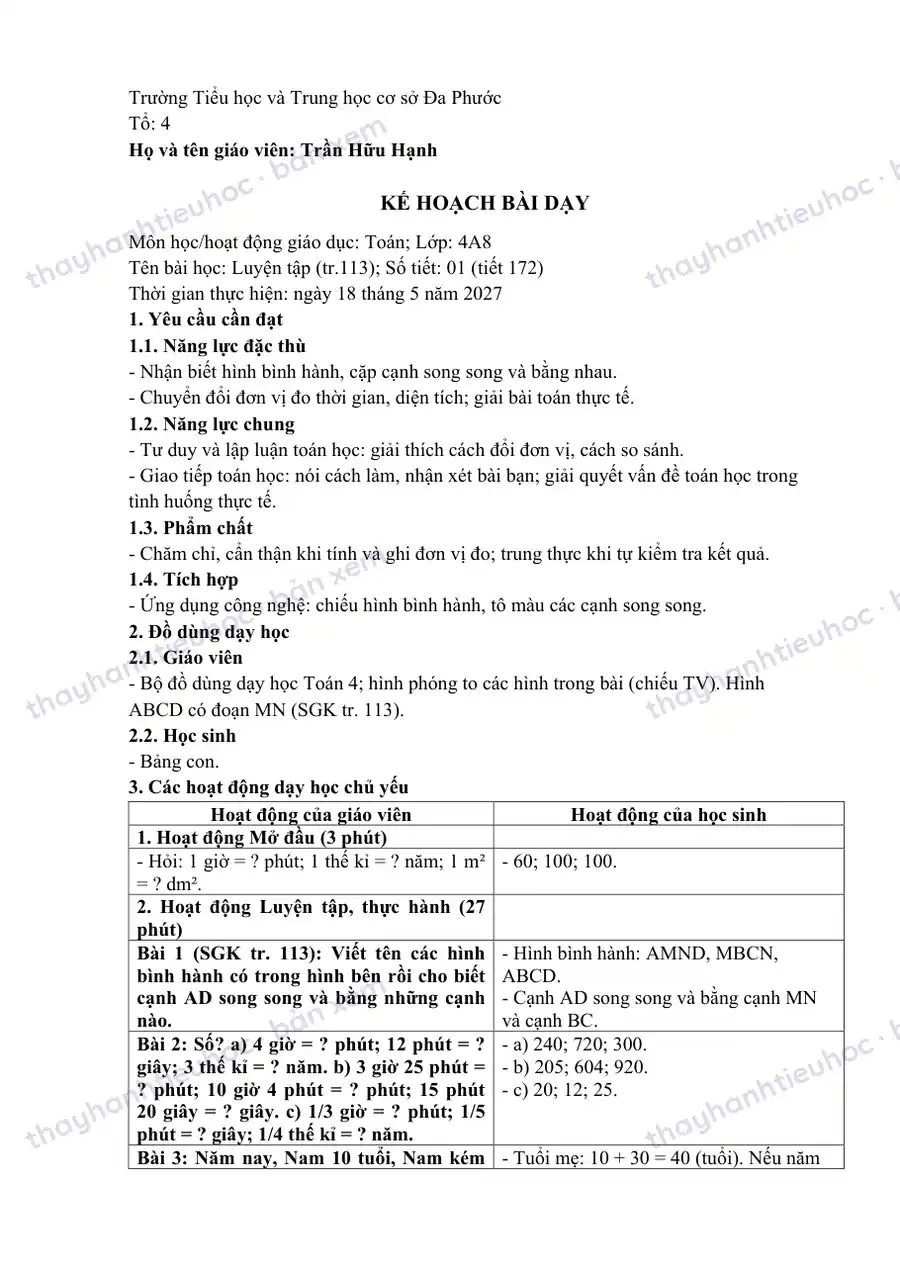 Trường Tiểu học và Trung học cơ sở Đa Phước
Tổ: 4
Họ và tên giáo viên: Trần Hữu Hạnh
KẾ HOẠCH BÀI DẠY
Môn học/hoạt động giáo dục: Toán; Lớp: 4A8
Tên bài học: Luyện tập (tr.113); Số tiết: 01 (tiết 172)
Thời gian thực hiện: ngày 18 tháng 5 năm 2027
1. Yêu cầu cần đạt
1.1. Năng lực đặc thù
- Nhận biết hình bình hành, cặp cạnh song song và bằng nhau.
- Chuyển đổi đơn vị đo thời gian, diện tích; giải bài toán thực tế.
1.2. Năng lực chung
- Tư duy và lập luận toán học: giải thích cách đổi đơn vị, cách so sánh.
- Giao tiếp toán học: nói cách làm, nhận xét bài bạn; giải quyết vấn đề toán học trong
tình huống thực tế.
1.3. Phẩm chất
- Chăm chỉ, cẩn thận khi tính và ghi đơn vị đo; trung thực khi tự kiểm tra kết quả.
1.4. Tích hợp
- Ứng dụng công nghệ: chiếu hình bình hành, tô màu các cạnh song song.
2. Đồ dùng dạy học
2.1. Giáo viên
- Bộ đồ dùng dạy học Toán 4; hình phóng to các hình trong bài (chiếu TV). Hình
ABCD có đoạn MN (SGK tr. 113).
2.2. Học sinh
- Bảng con.
3. Các hoạt động dạy học chủ yếu
Hoạt động của giáo viên
Hoạt động của học sinh
1. Hoạt động Mở đầu (3 phút)
- Hỏi: 1 giờ = ? phút; 1 thế kỉ = ? năm; 1 m²
= ? dm².
- 60; 100; 100.
2. Hoạt động Luyện tập, thực hành (27
phút)
Bài 1 (SGK tr. 113): Viết tên các hình
bình hành có trong hình bên rồi cho biết
cạnh AD song song và bằng những cạnh
nào.
- Hình bình hành: AMND, MBCN,
ABCD.
- Cạnh AD song song và bằng cạnh MN
và cạnh BC.
Bài 2: Số? a) 4 giờ = ? phút; 12 phút = ?
giây; 3 thế kỉ = ? năm. b) 3 giờ 25 phút =
? phút; 10 giờ 4 phút = ? phút; 15 phút
20 giây = ? giây. c) 1/3 giờ = ? phút; 1/5
phút = ? giây; 1/4 thế kỉ = ? năm.
- a) 240; 720; 300.
- b) 205; 604; 920.
- c) 20; 12; 25.
Bài 3: Năm nay, Nam 10 tuổi, Nam kém
- Tuổi mẹ: 10 + 30 = 40 (tuổi). Nếu năm
thayhanhtieuhoc · bản xem
thayhanhtieuhoc · b
thayhanhtieuhoc · bản xem
thayhanhtieuhoc · b
thayhanhtieuhoc · bản xem
thayhanhtieuhoc · b